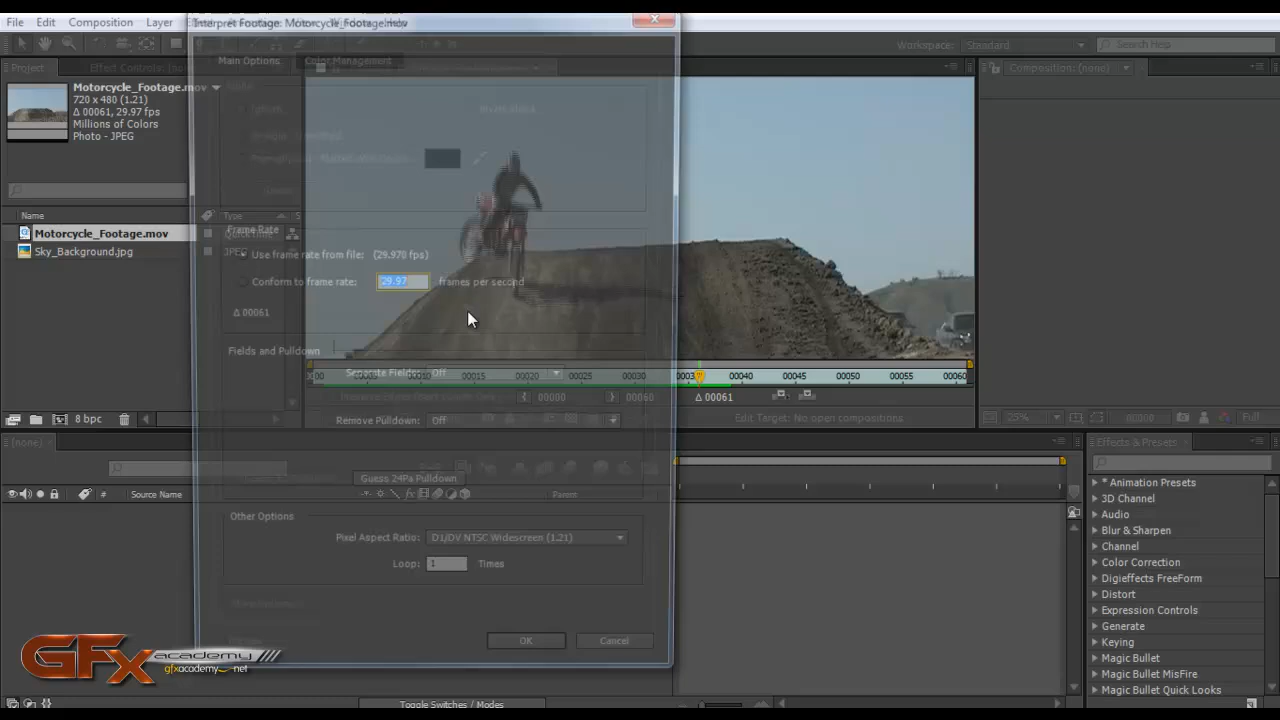 Interpret Footage: Motorcycle_Footage.mov
File Edit Composition Layer
Workspace: Standard Search Help
Project Effect Controls: (none)
Main Options Color Management
Composition: (none)
Motorcycle_Footage.mov
720 x 480 (1.21)
Δ 00061, 29.97 fps
Millions of Colors
Photo - JPEG
Name Type S
Motorcycle_Footage.mov
Sky_Background.jpg JPEG
Frame Rate
Use frame rate from file: (29.970 fps)
Conform to frame rate: 29.97 frames per second
Δ 00061
Fields and Pulldown
Separate Fields: Off
00015 00020 00025 00030 00040 00045 00050 00055 00060
00000 00060 Δ 00061
Remove Pulldown: Off
8 bpc
Edit Target: No open compositions
25% 00000 Full
(none)
Effects & Presets
Guess 24Pa Pulldown
# Source Name Parent
Other Options
Pixel Aspect Ratio: D1/DV NTSC Widescreen (1.21)
Loop: 1 Times
OK Cancel
* Animation Presets
3D Channel
Audio
Blur & Sharpen
Channel
Color Correction
Digieffects FreeForm
Distort
Expression Controls
Generate
Keying
Magic Bullet
Magic Bullet MisFire
Magic Bullet Quick Looks
GFx academy
gfxacademy.net
Toggle Switches / Modes